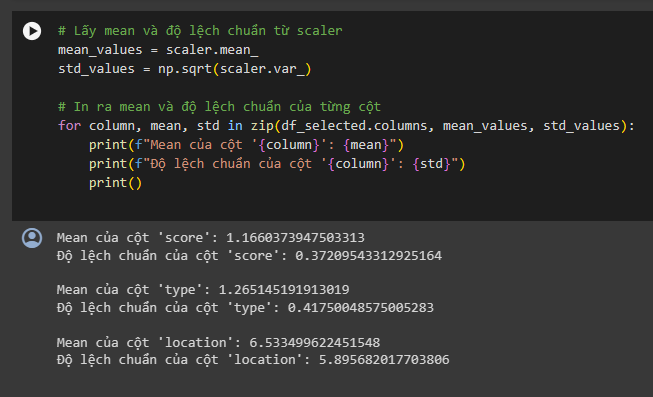 # Lấy mean và độ lệch chuẩn từ scaler
mean_values = scaler.mean_
std_values = np.sqrt(scaler.var_)
# In ra mean và độ lệch chuẩn của từng cột
for column, mean, std in zip(df_selected.columns, mean_values, std_values):
    print(f"Mean của cột '{column}': {mean}")
    print(f"Độ lệch chuẩn của cột '{column}': {std}")
    print()
Mean của cột 'score': 1.1660373947503313
Độ lệch chuẩn của cột 'score': 0.37209543312925164
Mean của cột 'type': 1.265145191913019
Độ lệch chuẩn của cột 'type': 0.41750048575005283
Mean của cột 'location': 6.533499622451548
Độ lệch chuẩn của cột 'location': 5.895682017703806